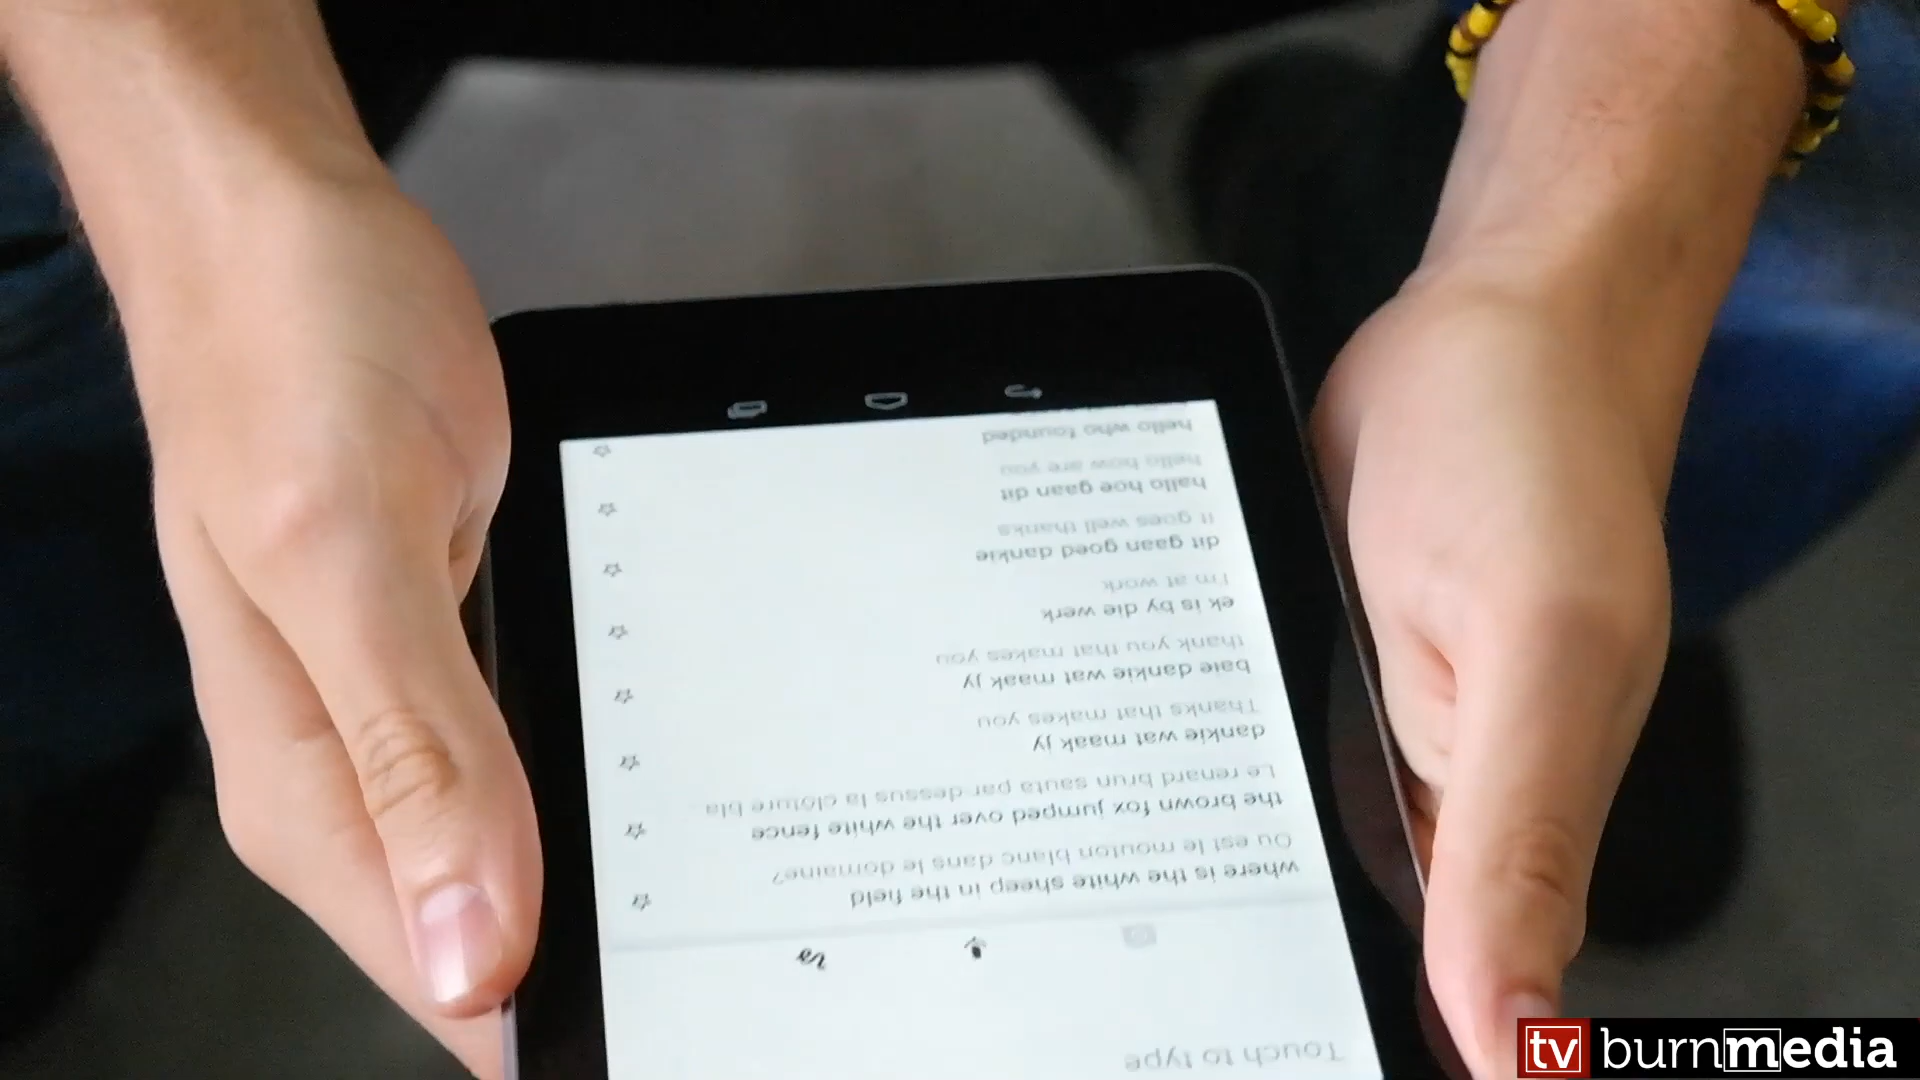 Touch to type
where is the white sheep in the field
Ou est le mouton blanc dans le domaine?
the brown fox jumped over the white fence
Le renard brun sauta par-dessus la clôture bla
dankie wat maak jy
Thanks that makes you
baie dankie wat maak jy
thank you that makes you
ek is by die werk
I'm at work
dit gaan goed dankie
It goes well thanks
hallo hoe gaan dit
hello how are you
hello who founded
tv burnmedia